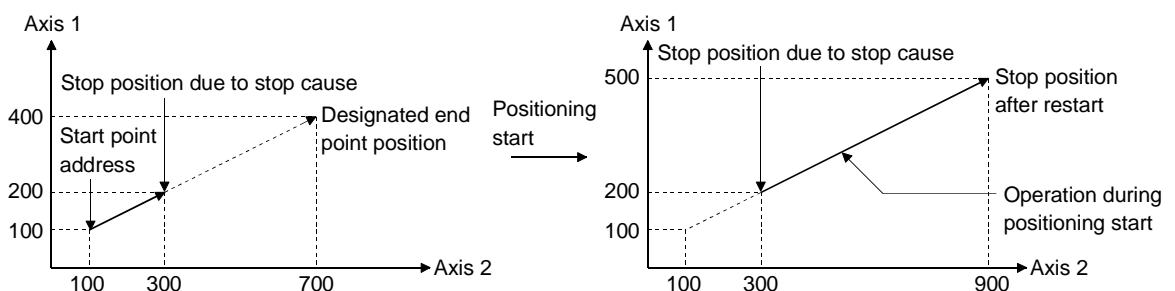 Axis 1
Stop position due to stop cause
400
Designated end
point position
Start point
address
200
100
100
300
700
Axis 2
Positioning
start
Axis 1
Stop position due to stop cause
500
Stop position
after restart
200
Operation during
positioning start
100
100
300
900
Axis 2